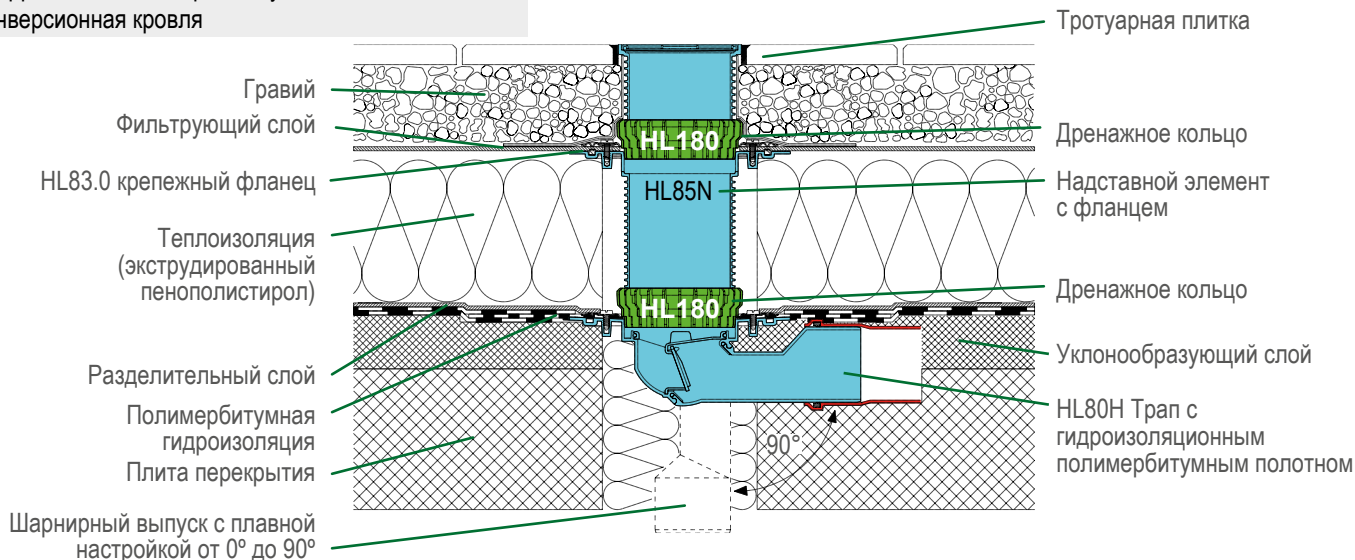 инверсионная кровля
Гравий
Фильтрующий слой
HL83.0 крепежный фланец
Теплоизоляция
(экструдированный
пенополистирол)
Разделительный слой
Полимербитумная
гидроизоляция
Плита перекрытия
Шарнирный выпуск с плавной
настройкой от 0º до 90º
HL180
HL85N
HL180
90°
Тротуарная плитка
Дренажное кольцо
Надставной элемент
с фланцем
Дренажное кольцо
Уклонообразующий слой
HL80H Трап с
гидроизоляционным
полимербитумным полотном